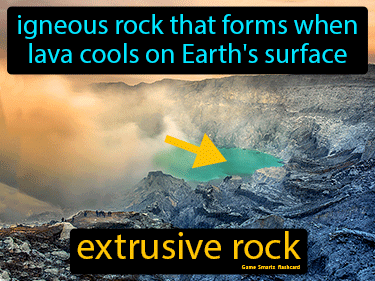 igneous rock that forms when
lava cools on Earth's surface
extrusive rock
Game Smartz flashcard